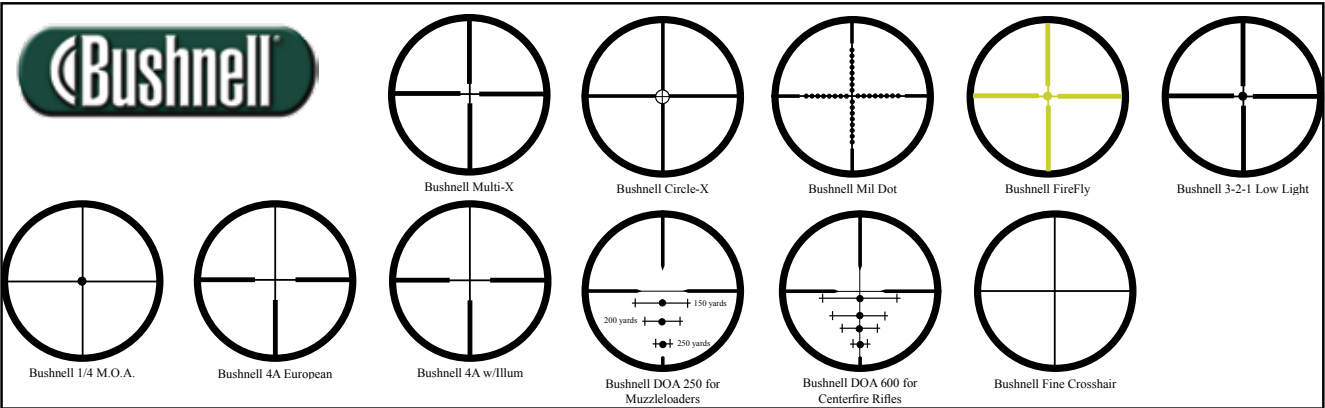 Bushnell
Bushnell Multi-X
Bushnell Circle-X
Bushnell Mil Dot
Bushnell FireFly
Bushnell 3-2-1 Low Light
Bushnell 1/4 M.O.A.
Bushnell 4A European
Bushnell 4A w/Illum
150 yards
200 yards
250 yards
Bushnell DOA 250 for
Muzzleloaders
Bushnell DOA 600 for
Centerfire Rifles
Bushnell Fine Crosshair